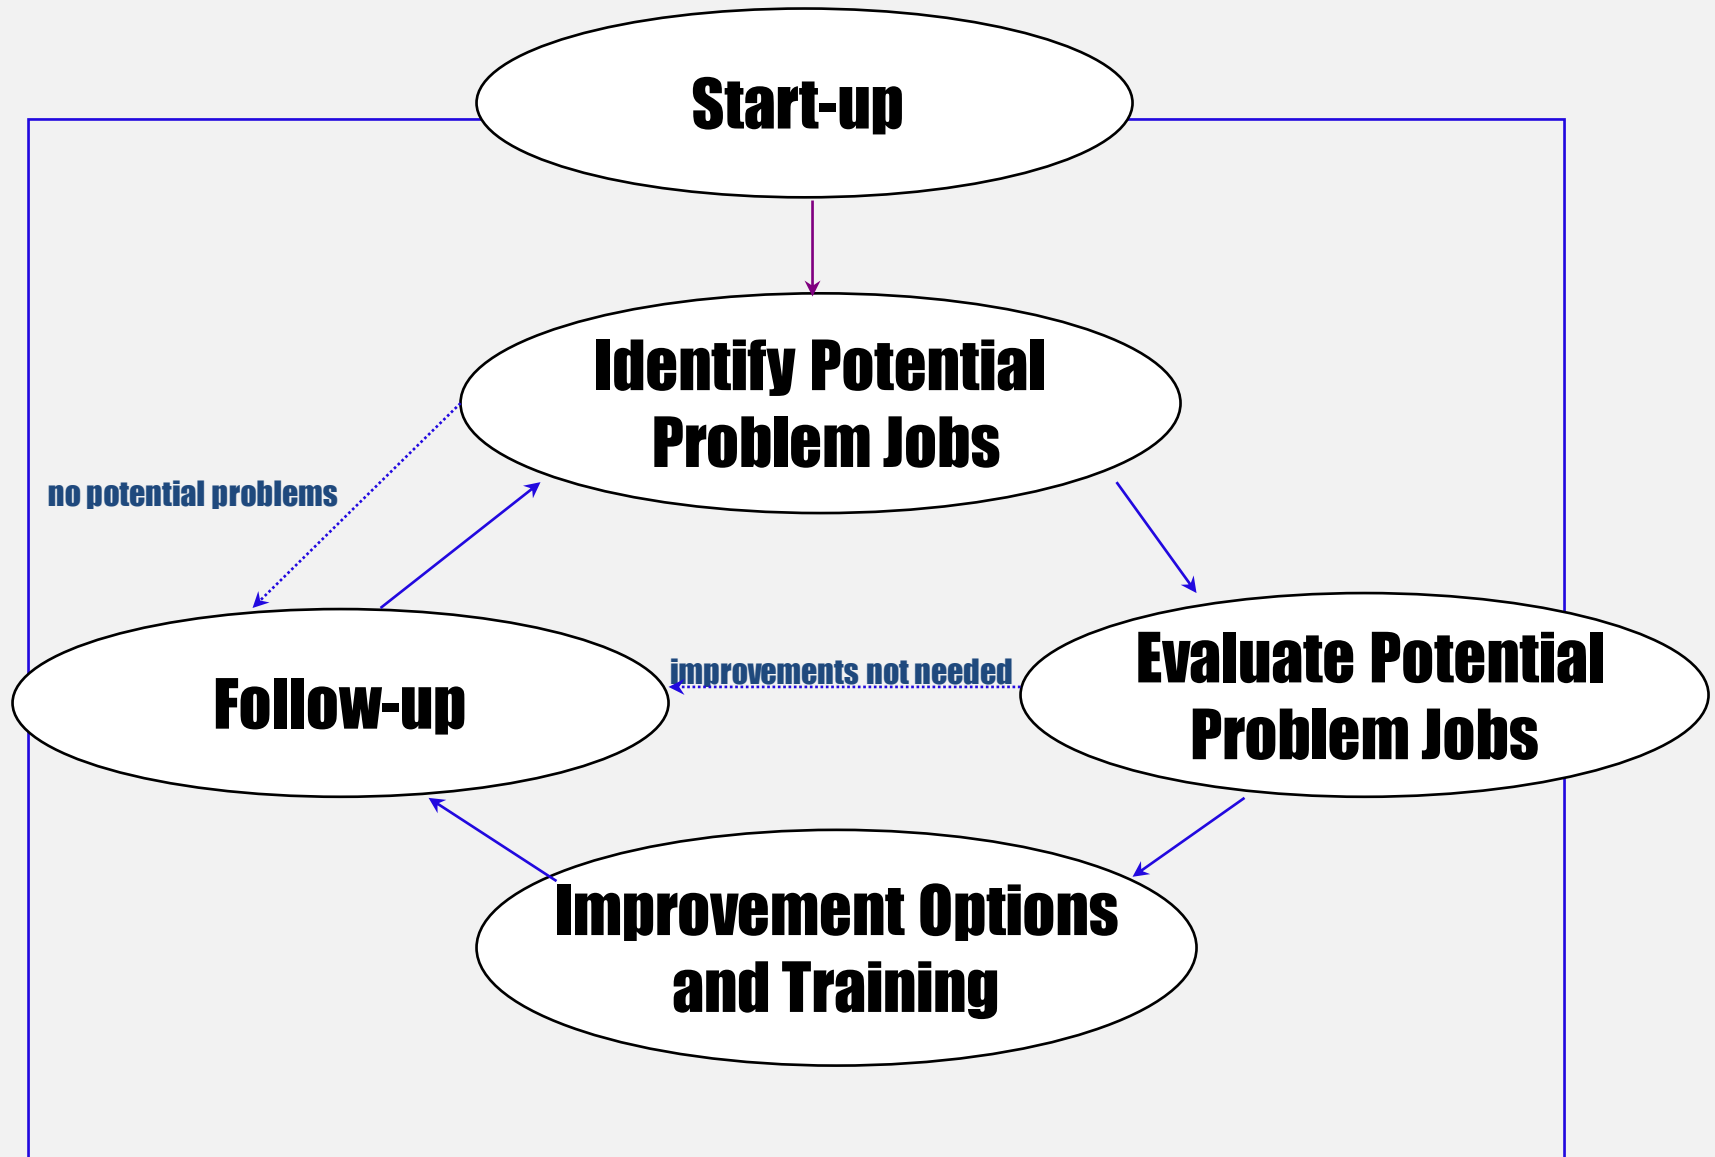 Start-up
Identify Potential
Problem Jobs
no potential problems
improvements not needed
Evaluate Potential
Problem Jobs
Follow-up
Improvement Options
and Training